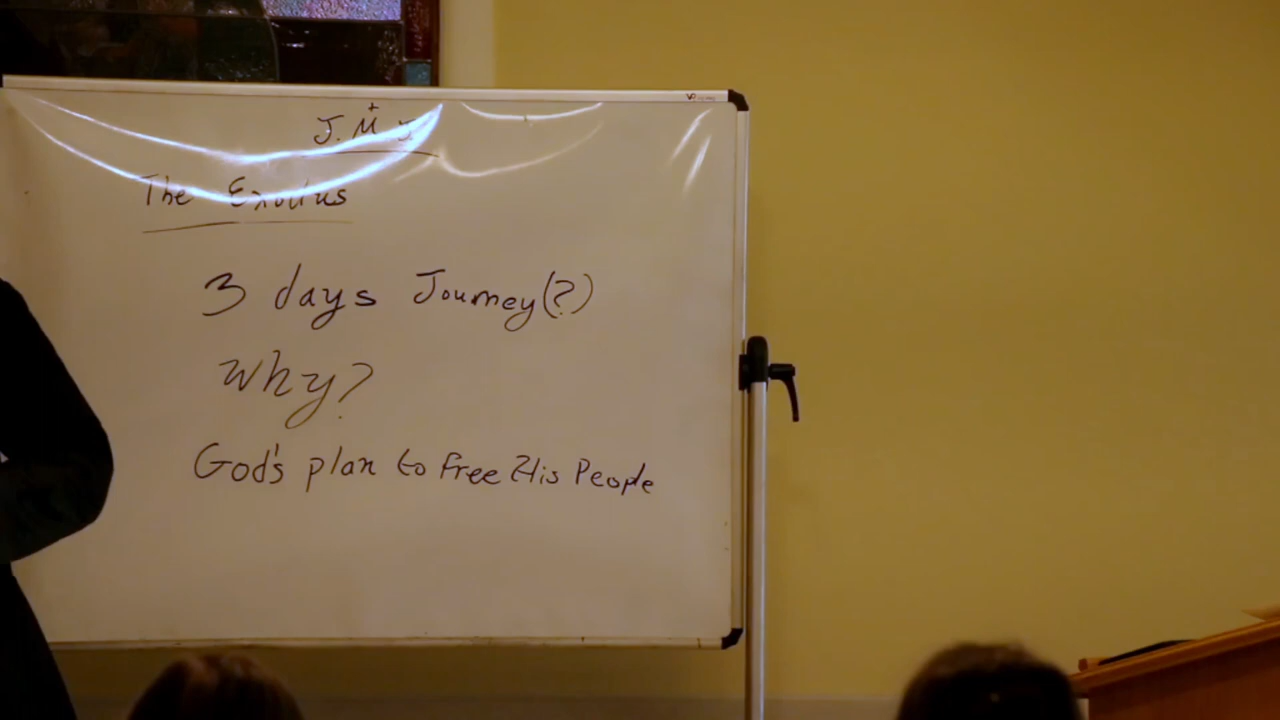 J. M. J.
The Exodus
3 days Journey(?)
Why?
God's plan to Free His People